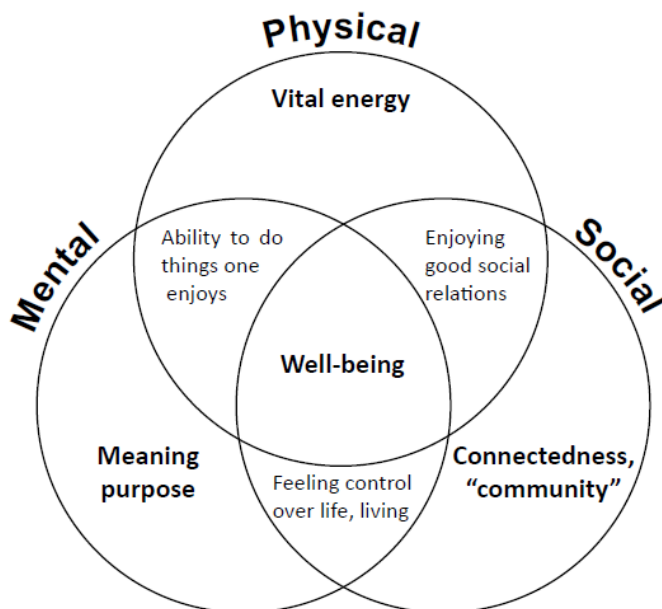 Physical
Vital energy
Mental
Ability to do
things one
enjoys
Enjoying
good social
relations
Social
Well-being
Meaning
purpose
Feeling control
over life, living
Connectedness,
“community”